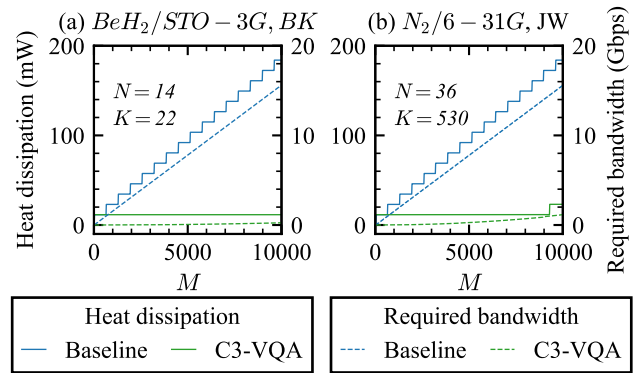 (a) BeH₂/STO − 3G, BK
(b) N₂/6 − 31G, JW
Heat dissipation (mW)
200
100
0
N = 14
K = 22
20
10
0
0
5000
10000
M
200
100
0
N = 36
K = 530
20
10
0
Required bandwidth (Gbps)
0
5000
10000
M
Heat dissipation
Baseline
C3-VQA
Required bandwidth
Baseline
C3-VQA